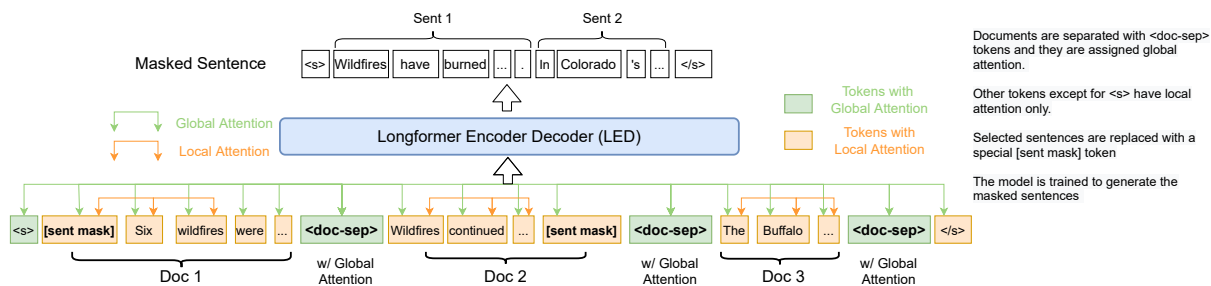 Sent 1 Sent 2
Masked Sentence <s> Wildfires have burned ... . In Colorado 's ... </s>
Global Attention
Local Attention
Longformer Encoder Decoder (LED)
Tokens with
Global Attention
Tokens with
Local Attention
Documents are separated with <doc-sep>
tokens and they are assigned global
attention.
Other tokens except for <s> have local
attention only.
Selected sentences are replaced with a
special [sent mask] token
The model is trained to generate the
masked sentences
<s> [sent mask] Six wildfires were ... <doc-sep> Wildfires continued ... [sent mask] <doc-sep> The Buffalo ... <doc-sep> </s>
Doc 1
w/ Global
Attention
Doc 2
w/ Global
Attention
Doc 3
w/ Global
Attention